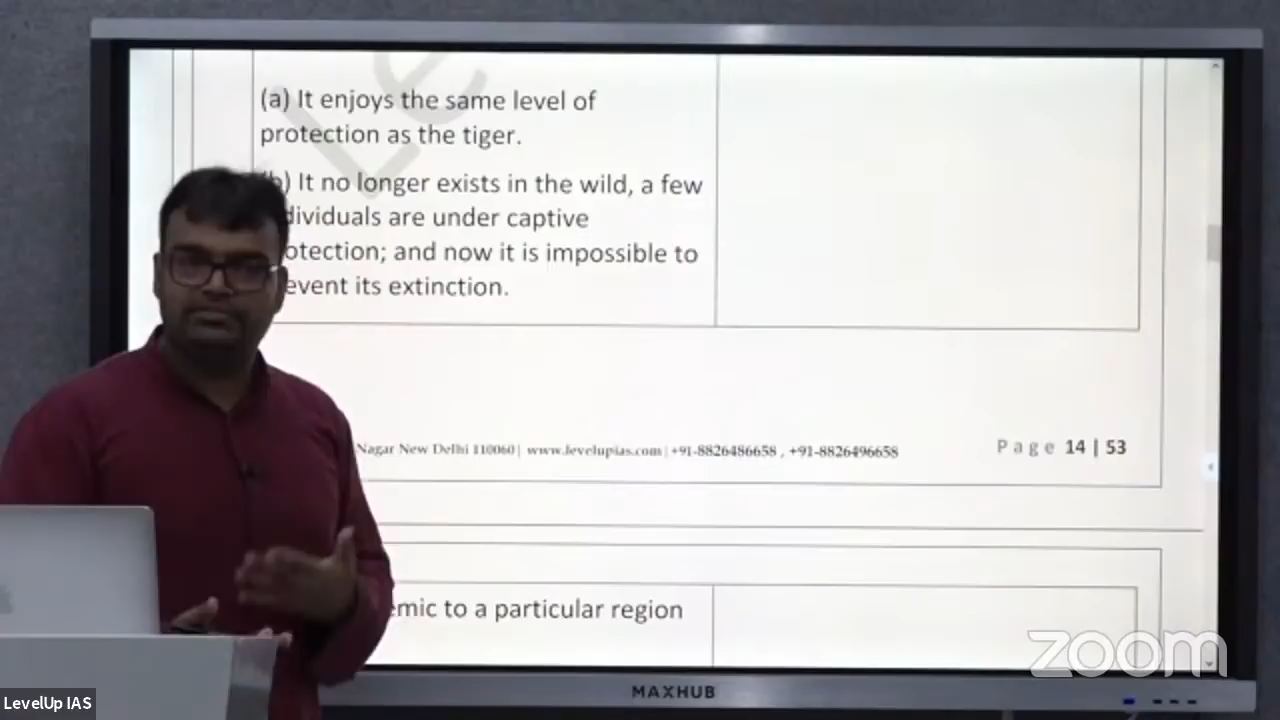 Le
(a) It enjoys the same level of
protection as the tiger.
) It no longer exists in the wild, a few
dividuals are under captive
otection; and now it is impossible to
event its extinction.
Nagar New Delhi 110060| www.levelupias.com | +91-8826486658 , +91-8826496658
Page 14 | 53
emic to a particular region
zoom
MAXHUB
LevelUp IAS